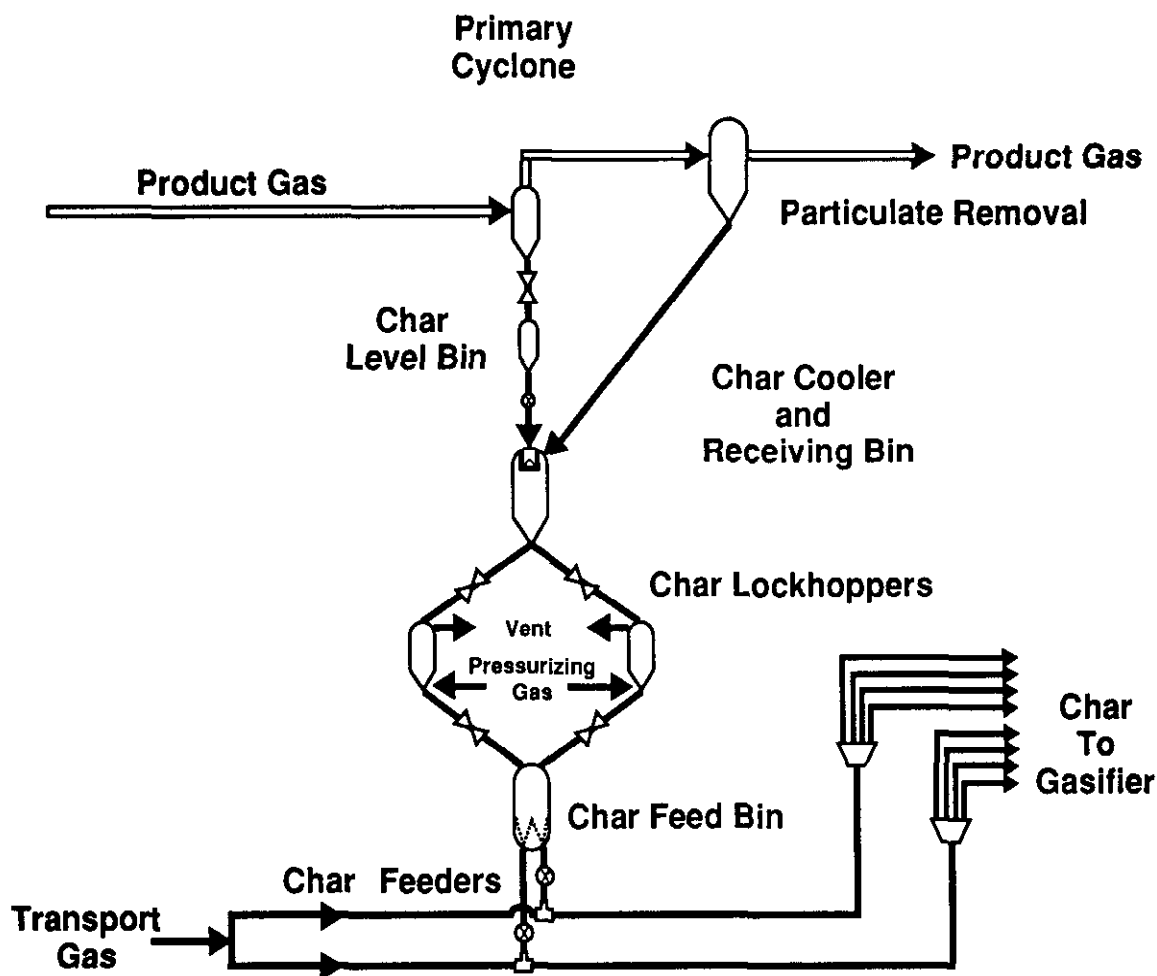 Primary
Cyclone
Product Gas
Product Gas
Particulate Removal
Char
Level Bin
Char Cooler
and
Receiving Bin
Char Lockhoppers
Vent
Pressurizing
Gas
Char
To
Gasifier
Char Feed Bin
Char Feeders
Transport
Gas